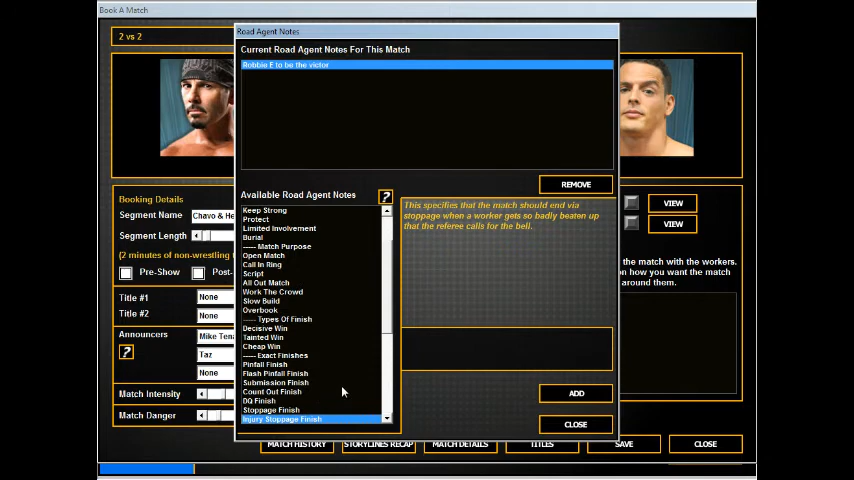 Book A Match
2 vs 2
Road Agent Notes
Current Road Agent Notes For This Match
Robbie E to be the victor
REMOVE
Available Road Agent Notes
?
Keep Strong
Protect
Limited Involvement
Burial
----- Match Purpose
Open Match
Call In Ring
Script
All Out Match
Work The Crowd
Slow Build
Overbook
----- Types Of Finish
Decisive Win
Tainted Win
Cheap Win
----- Exact Finishes
Pinfall Finish
Flash Pinfall Finish
Submission Finish
Count Out Finish
DQ Finish
Stoppage Finish
Injury Stoppage Finish
This specifies that the match should end via
stoppage when a worker gets so badly beaten up
that the referee calls for the bell.
ADD
CLOSE
Booking Details
Segment Name
Chavo & He
Segment Length
(2 minutes of non-wrestling
Pre-Show
Post-
Title #1
None
Title #2
None
Announcers
Mike Tena
?
Taz
None
Match Intensity
Match Danger
VIEW
VIEW
the match with the workers.
on how you want the match
around them.
MATCH HISTORY
STORYLINES RECAP
MATCH DETAILS
TITLES
SAVE
CLOSE